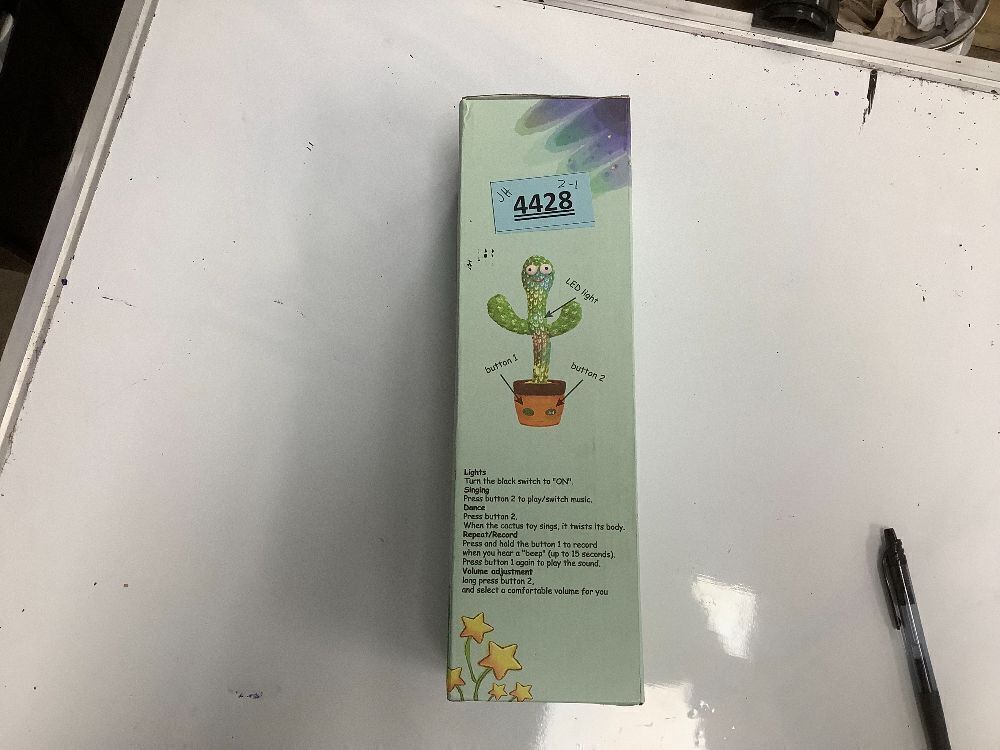 JH 2-1
4428
LED light
button 1
button 2
Lights
Turn the black switch to "ON".
Singing
Press button 2 to play/switch music.
Dance
Press button 2,
When the cactus toy sings, it twists its body.
Repeat/Record
Press and hold the button 1 to record
when you hear a "beep" (up to 15 seconds).
Press button 1 again to play the sound.
Volume adjustment
long press button 2,
and select a comfortable volume for you